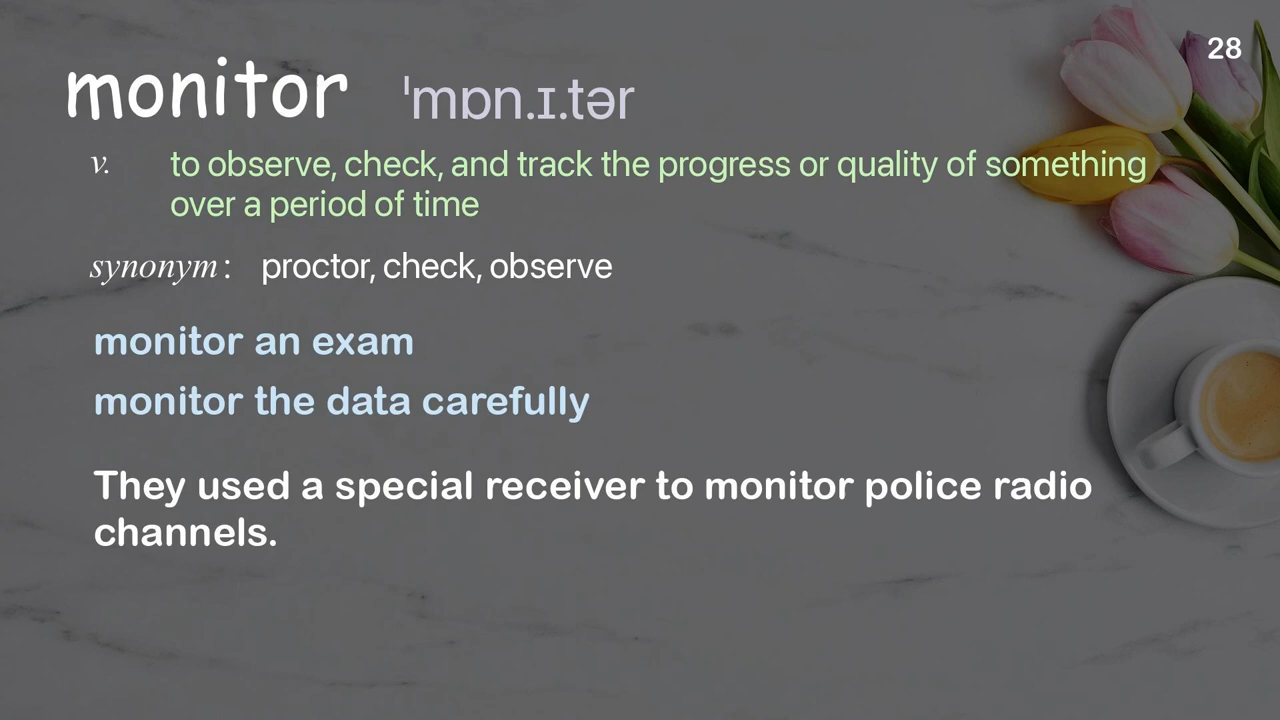 28
monitor ˈmɒn.ɪ.tər
v. to observe, check, and track the progress or quality of something
over a period of time
synonym: proctor, check, observe
monitor an exam
monitor the data carefully
They used a special receiver to monitor police radio
channels.